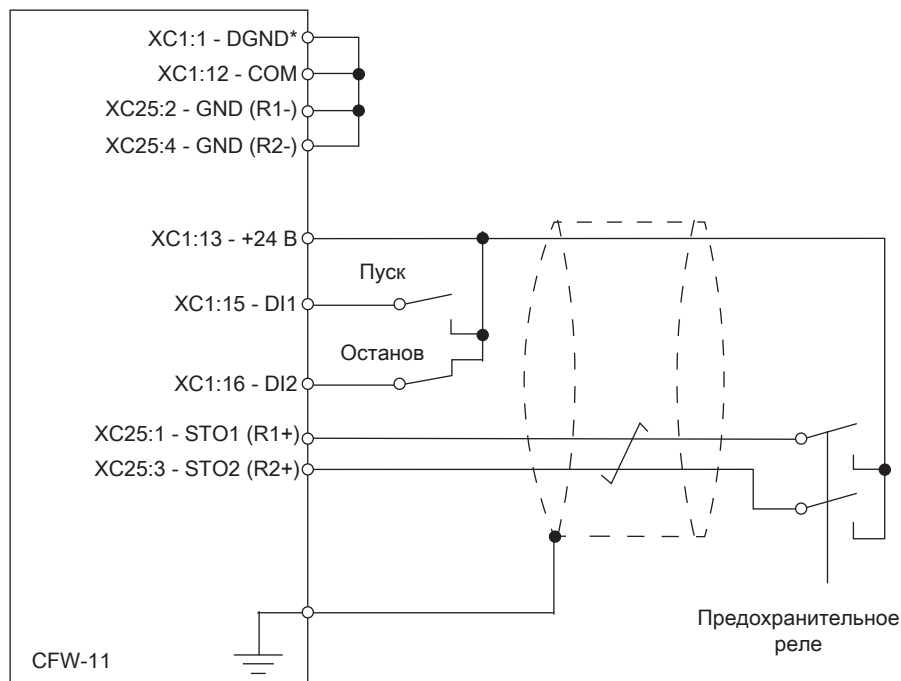 XC1:1 - DGND*
XC1:12 - COM
XC25:2 - GND (R1-)
XC25:4 - GND (R2-)
XC1:13 - +24 В
Пуск
XC1:15 - DI1
Останов
XC1:16 - DI2
XC25:1 - STO1 (R1+)
XC25:3 - STO2 (R2+)
Предохранительное
реле
CFW-11